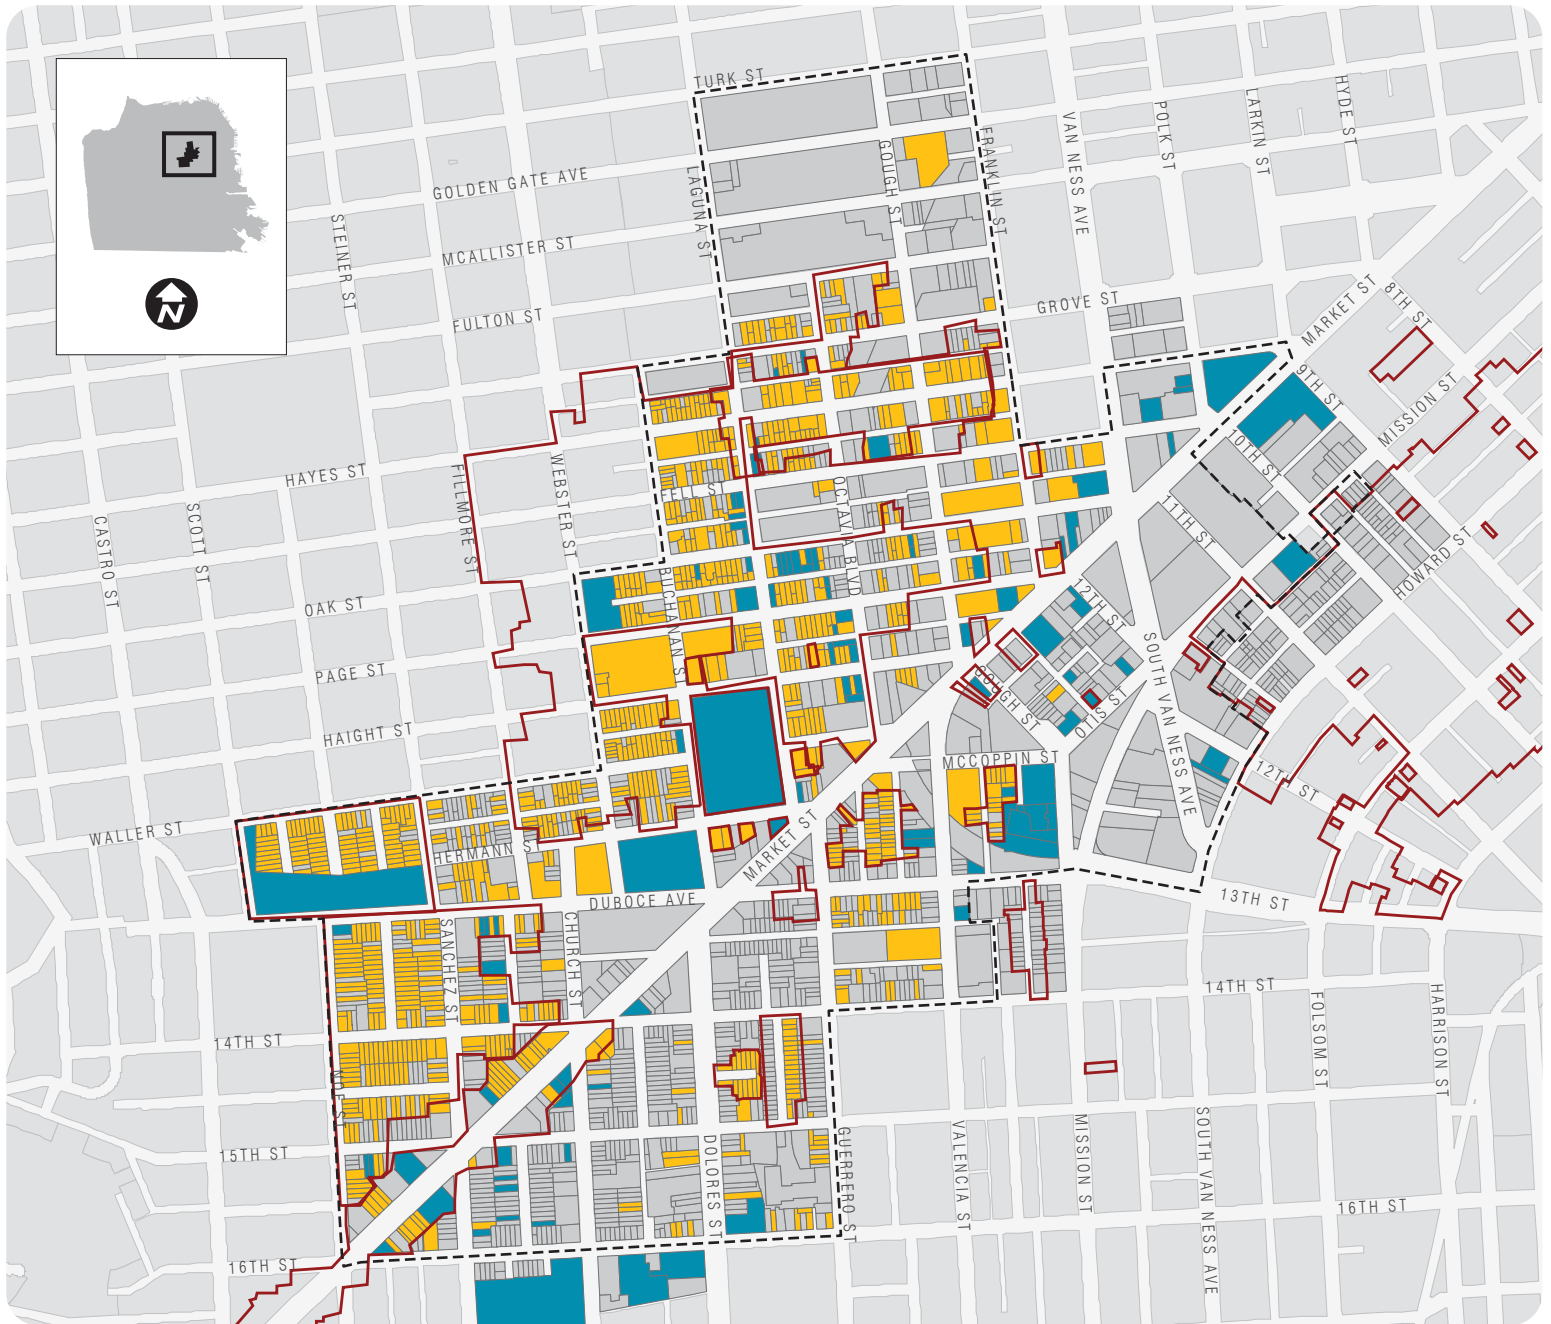 TURK ST
HYDE ST
LARKIN ST
POLK ST
VAN NESS AVE
FRANKLIN ST
GOUGH ST
LAGUNA ST
GOLDEN GATE AVE
STEINER ST
MCALLISTER ST
FULTON ST
N
GROVE ST
MARKET ST
8TH ST
9TH ST
MISSION ST
10TH ST
11TH ST
HOWARD ST
HAYES ST
FILLMORE ST
WEBSTER ST
FELL ST
OCTAVIA BLVD
CASTRO ST
SCOTT ST
OAK ST
BUCHANAN ST
12TH ST
SOUTH VAN NESS AVE
PAGE ST
GOUGH ST
OTIS ST
HAIGHT ST
MCCOPPIN ST
12TH ST
WALLER ST
HERMANN ST
MARKET ST
DUBOCE AVE
13TH ST
SANCHEZ ST
CHURCH ST
14TH ST
FOLSOM ST
HARRISON ST
14TH ST
NOE ST
15TH ST
DOLORES ST
GUERRERO ST
VALENCIA ST
MISSION ST
SOUTH VAN NESS AVE
16TH ST
16TH ST